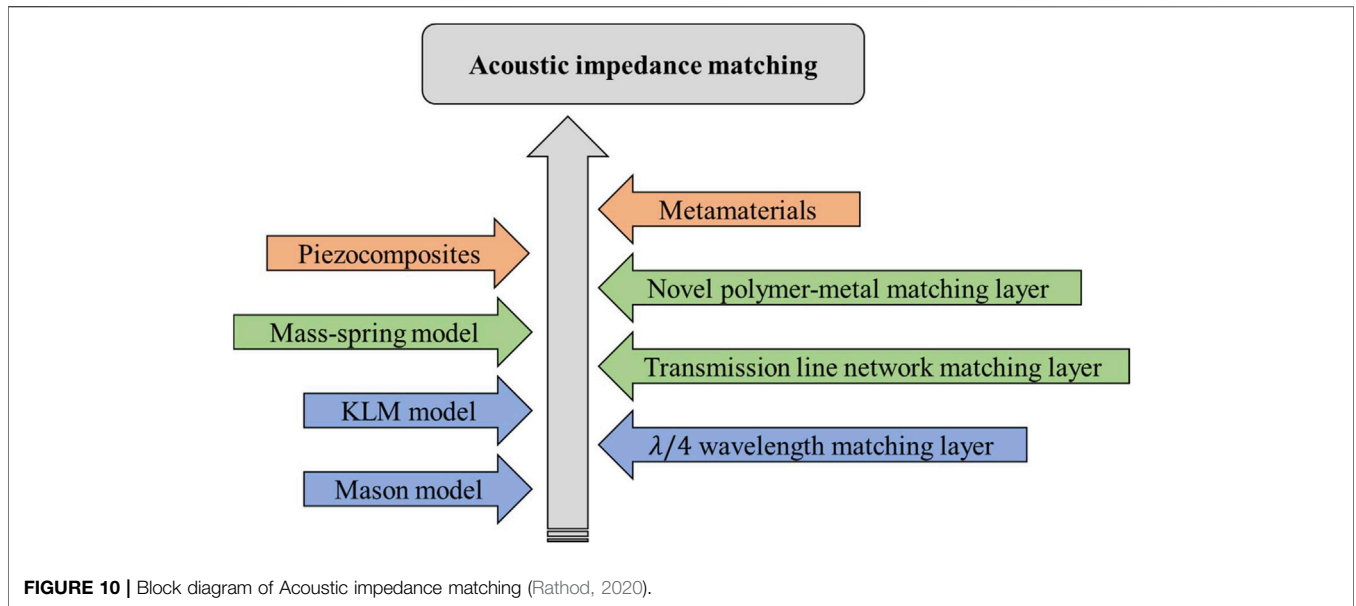 Acoustic impedance matching
Metamaterials
Piezocomposites
Novel polymer-metal matching layer
Mass-spring model
Transmission line network matching layer
KLM model
λ/4 wavelength matching layer
Mason model
FIGURE 10 | Block diagram of Acoustic impedance matching (Rathod, 2020).